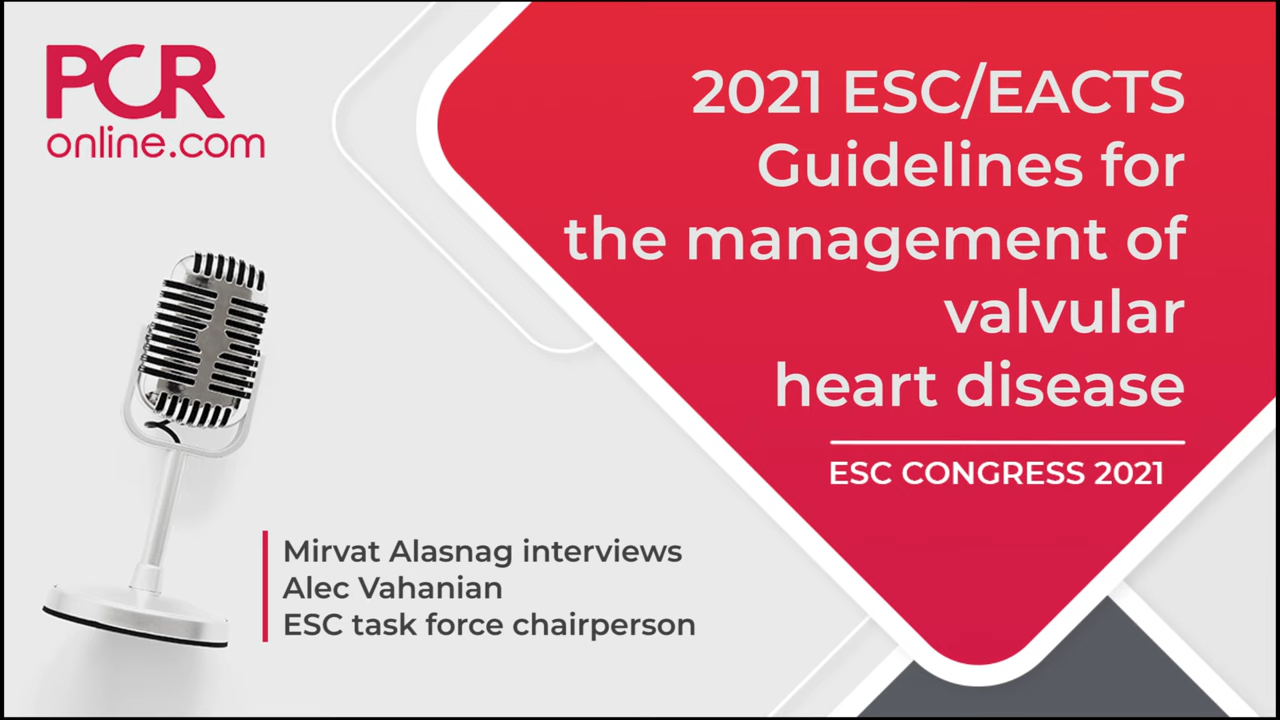 PCR
online.com
2021 ESC/EACTS
Guidelines for
the management of
valvular
heart disease
ESC CONGRESS 2021
Mirvat Alasnag interviews
Alec Vahanian
ESC task force chairperson